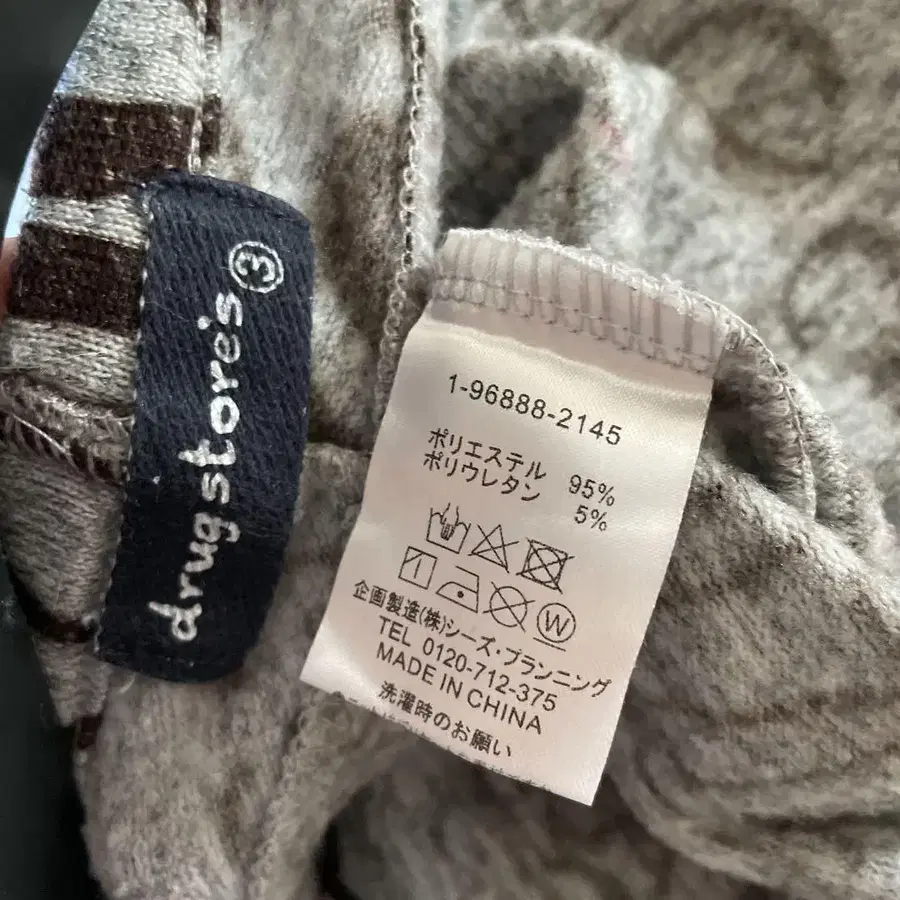 drug store's ③
1-96888-2145
ポリエステル 95%
ポリウレタン 5%
W
企画製造(株)シーズ・プランニング
TEL 0120-712-375
MADE IN CHINA
洗濯時のお願い